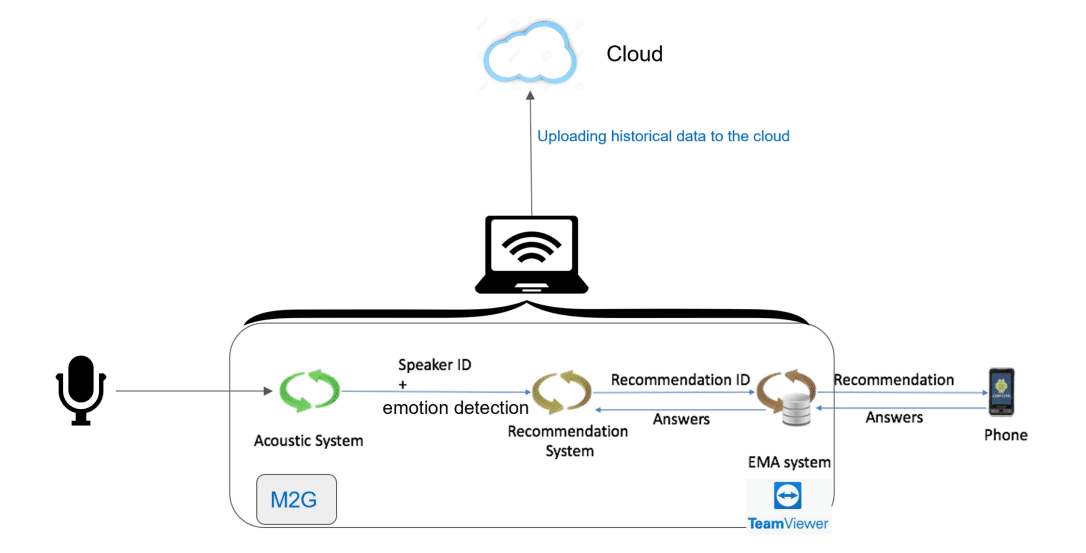 Cloud
Uploading historical data to the cloud
Speaker ID
+
emotion detection
Recommendation ID
Answers
Recommendation
Answers
Acoustic System
Recommendation
System
EMA system
Phone
M2G
TeamViewer